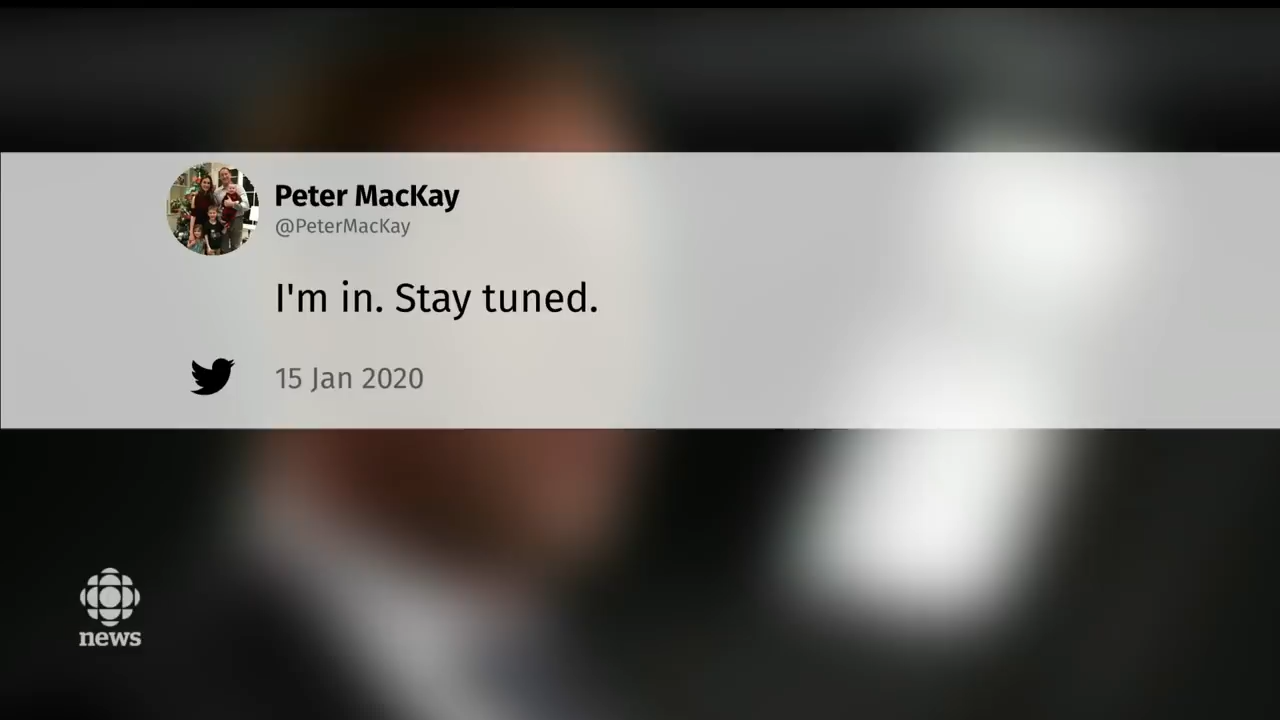 Peter MacKay
@PeterMacKay
I'm in. Stay tuned.
15 Jan 2020
news